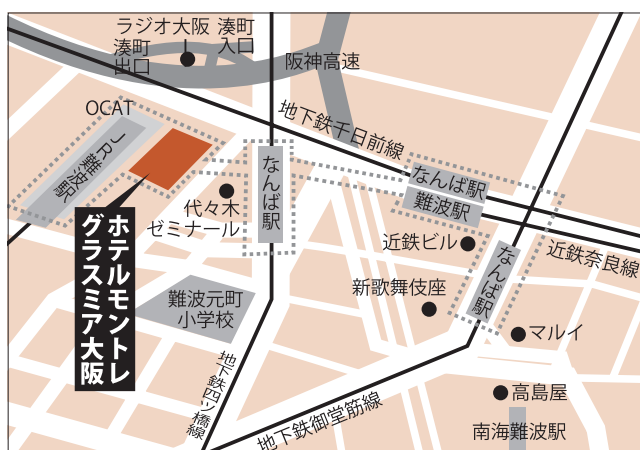 ラジオ大阪
湊町
入口
湊町
出口
阪神高速
OCAT
地下鉄千日前線
JR難波駅
なんば駅
なんば駅
難波駅
代々木
ゼミナール
近鉄ビル
近鉄奈良線
なんば駅
ホテルモントレ
グラスミア大阪
難波元町
小学校
新歌舞伎座
マルイ
地下鉄四ツ橋線
高島屋
地下鉄御堂筋線
南海難波駅